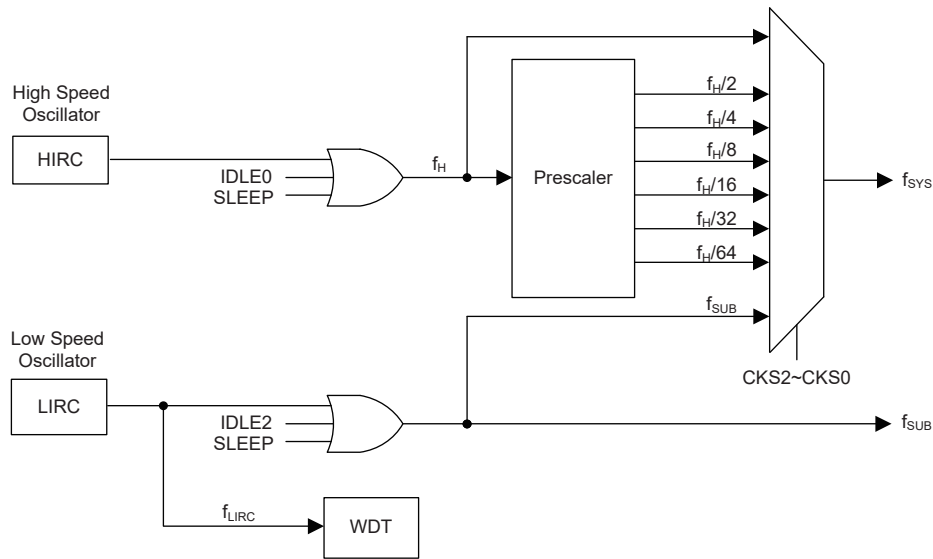 High Speed
Oscillator
HIRC
IDLE0
SLEEP
fH
Prescaler
fH/2
fH/4
fH/8
fH/16
fH/32
fH/64
fSUB
CKS2~CKS0
fSYS
Low Speed
Oscillator
LIRC
IDLE2
SLEEP
fSUB
fLIRC
WDT